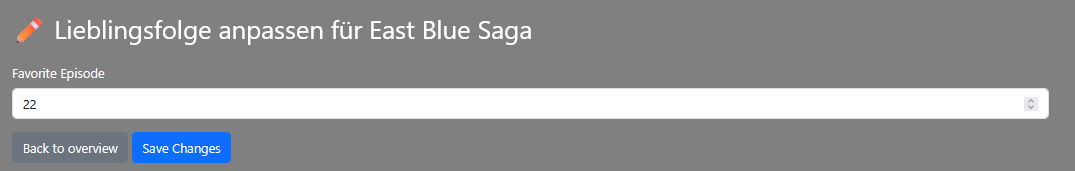 Lieblingsfolge anpassen für East Blue Saga
Favorite Episode
22
Back to overview Save Changes